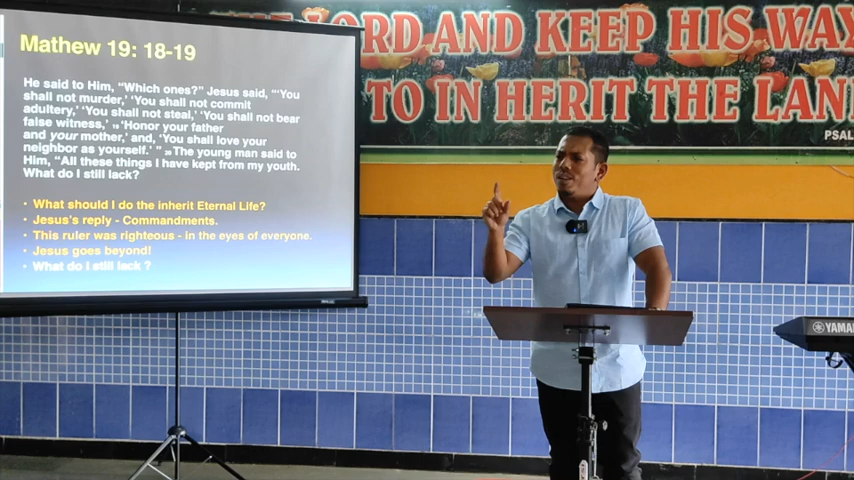 Mathew 19: 18-19
He said to Him, “Which ones?” Jesus said, “‘You
shall not murder,’ ‘You shall not commit
adultery,’ ‘You shall not steal,’ ‘You shall not bear
false witness,’ 19 ‘Honor your father
and your mother,’ and, ‘You shall love your
neighbor as yourself.’ ” 20 The young man said to
Him, “All these things I have kept from my youth.
What do I still lack?
• What should I do the inherit Eternal Life?
• Jesus's reply - Commandments.
• This ruler was righteous - in the eyes of everyone.
• Jesus goes beyond!
• What do I still lack ?
LORD AND KEEP HIS WAY
TO IN HERIT THE LAN
PSAL
YAMA